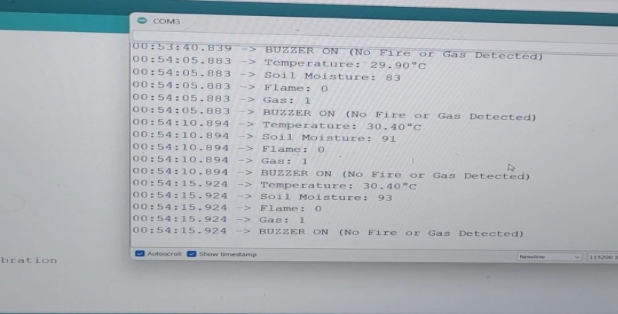 COM3
00:53:40.839 -> BUZZER ON (No Fire or Gas Detected)
00:54:05.883 -> Temperature: 29.90°C
00:54:05.883 -> Soil Moisture: 83
00:54:05.883 -> Flame: 0
00:54:05.883 -> Gas: 1
00:54:05.883 -> BUZZER ON (No Fire or Gas Detected)
00:54:10.894 -> Temperature: 30.40°C
00:54:10.894 -> Soil Moisture: 91
00:54:10.894 -> Flame: 0
00:54:10.894 -> Gas: 1
00:54:10.894 -> BUZZER ON (No Fire or Gas Detected)
00:54:15.924 -> Temperature: 30.40°C
00:54:15.924 -> Soil Moisture: 93
00:54:15.924 -> Flame: 0
00:54:15.924 -> Gas: 1
00:54:15.924 -> BUZZER ON (No Fire or Gas Detected)
bration
Autoscroll Show timestamp
Newline 115200